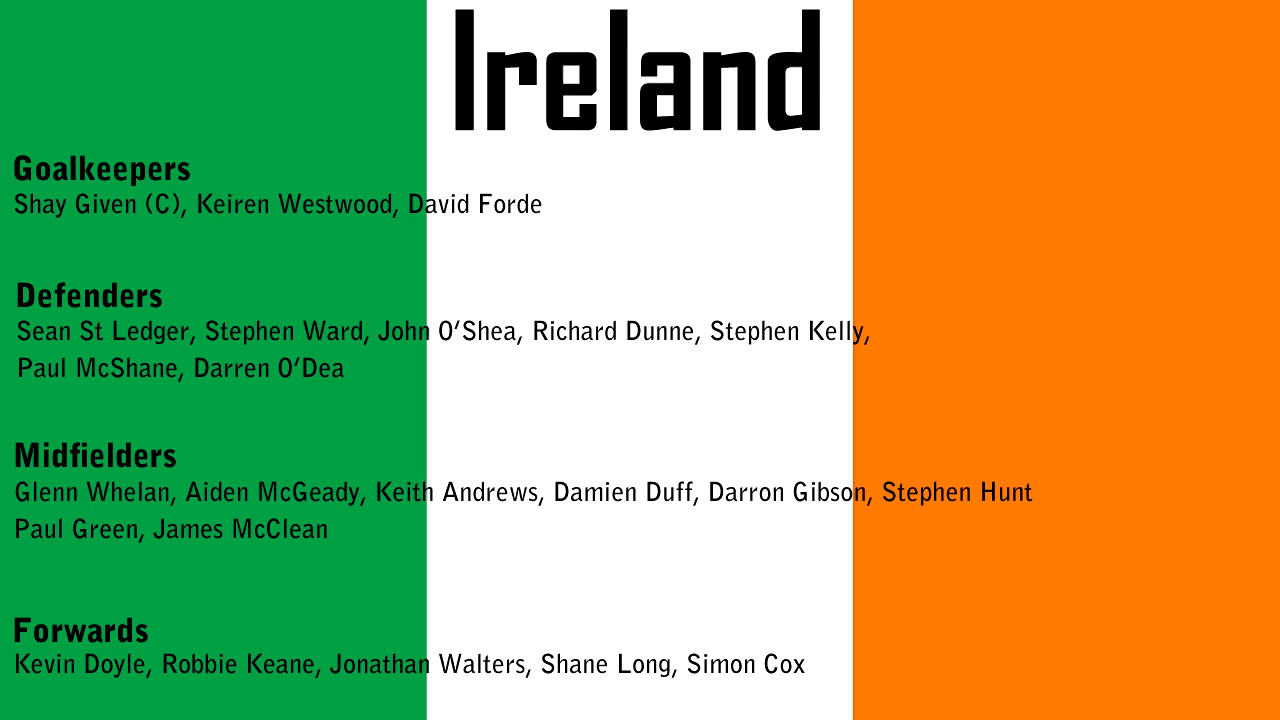 Ireland
Goalkeepers
Shay Given (C), Keiren Westwood, David Forde
Defenders
Sean St Ledger, Stephen Ward, John O'Shea, Richard Dunne, Stephen Kelly,
Paul McShane, Darren O'Dea
Midfielders
Glenn Whelan, Aiden McGeady, Keith Andrews, Damien Duff, Darron Gibson, Stephen Hunt
Paul Green, James McClean
Forwards
Kevin Doyle, Robbie Keane, Jonathan Walters, Shane Long, Simon Cox